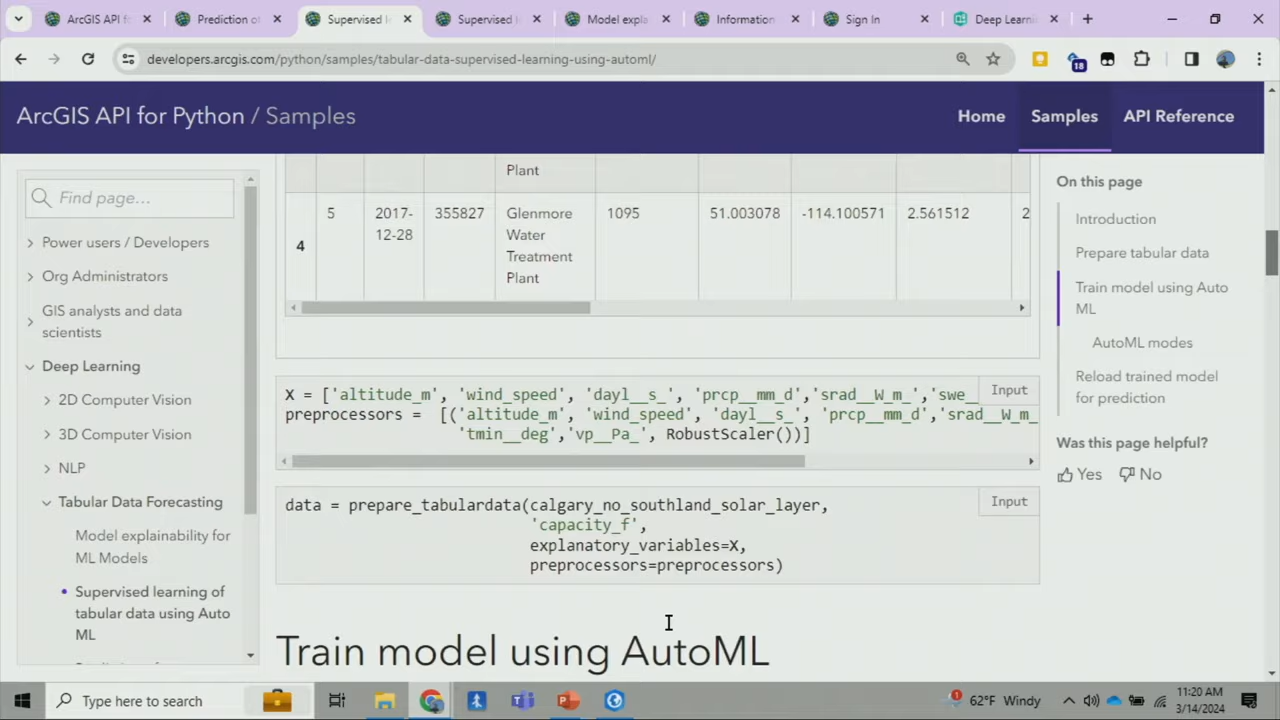 ArcGIS API for
Prediction of
Supervised l
Supervised l
Model expla
Information
Sign In
Deep Learni
developers.arcgis.com/python/samples/tabular-data-supervised-learning-using-automl/
18
ArcGIS API for Python / Samples
Home
Samples
API Reference
Find page...
Power users / Developers
Org Administrators
GIS analysts and data
scientists
Deep Learning
2D Computer Vision
3D Computer Vision
NLP
Tabular Data Forecasting
Model explainability for
ML Models
Supervised learning of
tabular data using Auto
ML
Plant
4
5
2017-
12-28
355827
Glenmore
Water
Treatment
Plant
1095
51.003078
-114.100571
2.561512
2
Input
X = ['altitude_m', 'wind_speed', 'dayl__s_', 'prcp__mm_d','srad__W_m_','swe__
preprocessors =  [('altitude_m', 'wind_speed', 'dayl__s_', 'prcp__mm_d','srad__W_m_
'tmin__deg','vp__Pa_', RobustScaler())]
Input
data = prepare_tabulardata(calgary_no_southland_solar_layer,
'capacity_f',
explanatory_variables=X,
preprocessors=preprocessors)
Train model using AutoML
On this page
Introduction
Prepare tabular data
Train model using Auto
ML
AutoML modes
Reload trained model
for prediction
Was this page helpful?
Yes
No
Type here to search
1
62°F Windy
11:20 AM
3/14/2024